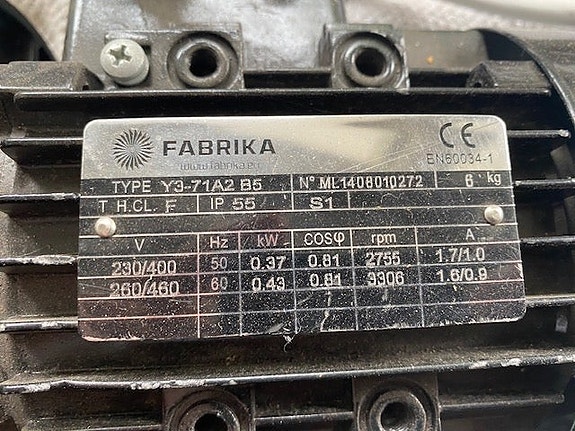 FABRIKA
www.fabrika.eu
CE
EN60034-1
TYPE Y3-71A2 B5 N° ML1408010272 6 kg
T H.CL. F IP 55 S1
V Hz kW COSφ rpm A
230/400 50 0.37 0.81 2755 1.7/1.0
260/460 60 0.43 0.81 3306 1.6/0.9